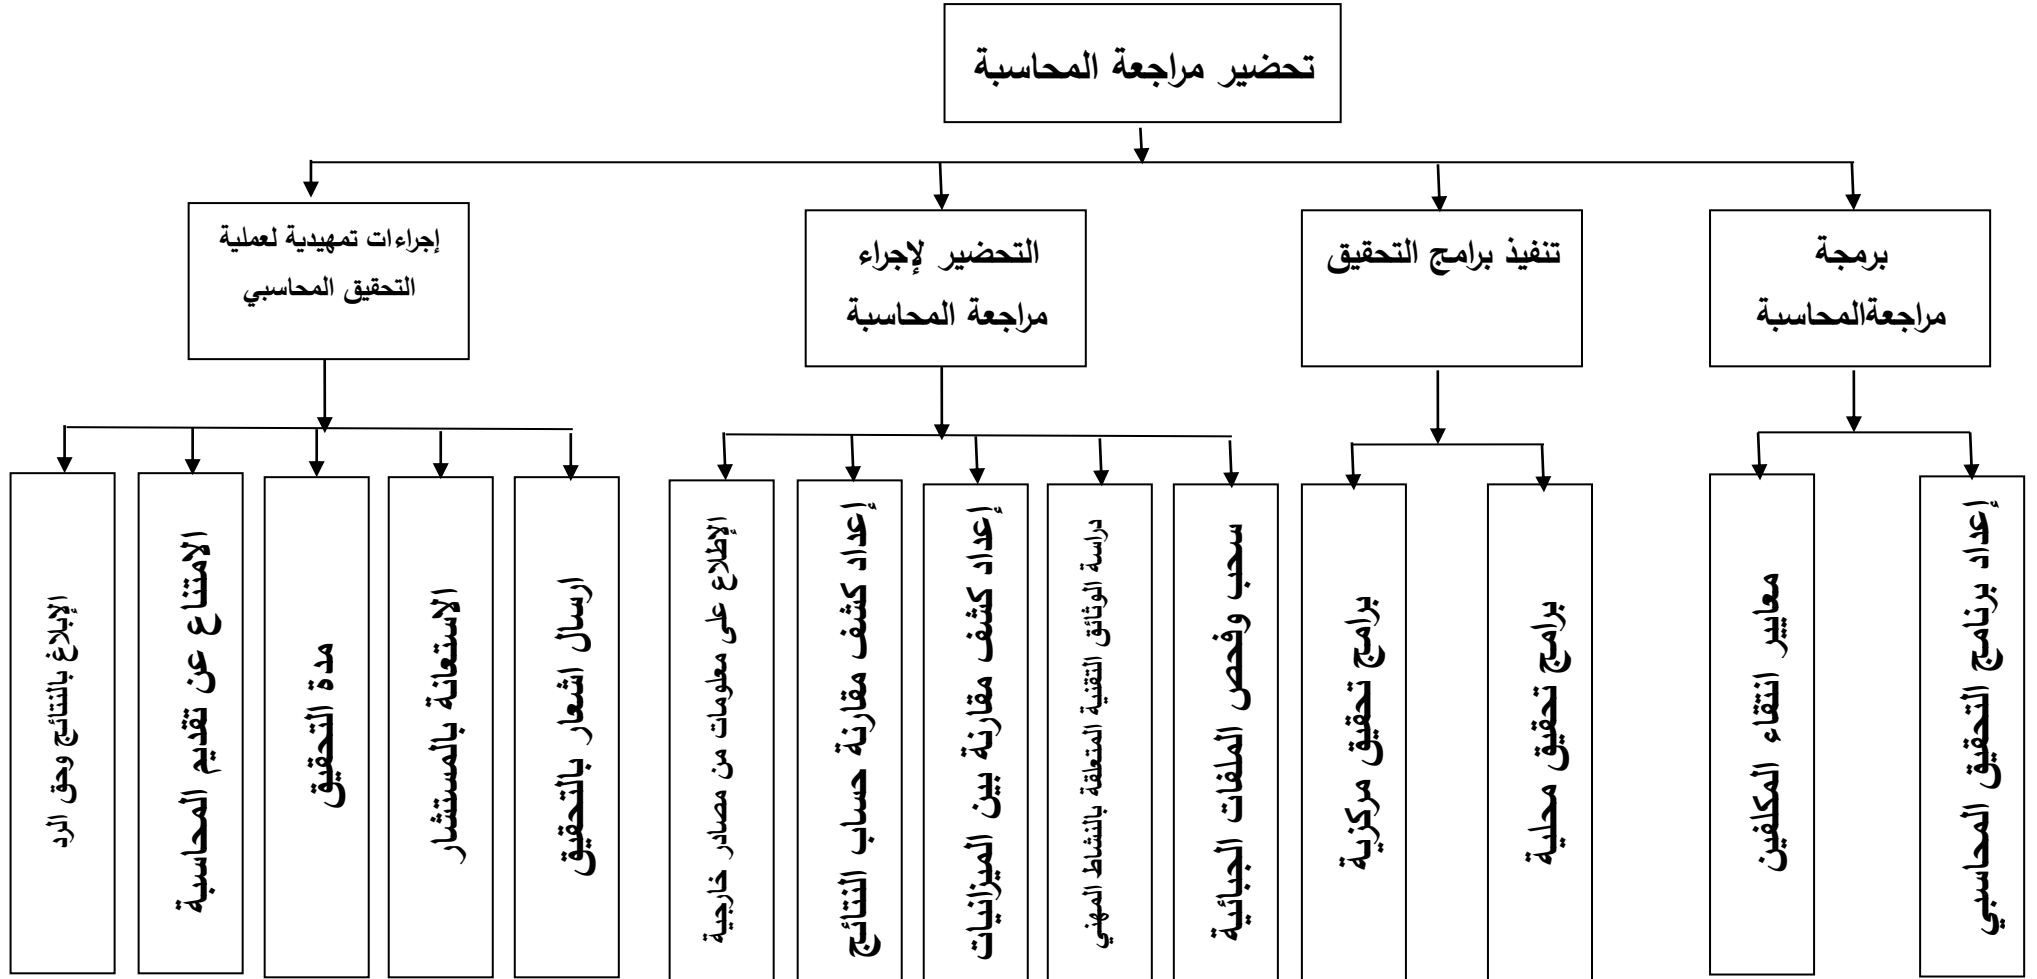 تحضير مراجعة المحاسبة
برمجة
مراجعةالمحاسبة
تنفيذ برامج التحقيق
التحضير لإجراء
مراجعة المحاسبة
إجراءات تمهيدية لعملية
التحقيق المحاسبي
إعداد برنامج التحقيق المحاسبي
معايير انتقاء المكلفين
برامج تحقيق محلية
برامج تحقيق مركزية
سحب وفحص الملفات الجبائية
دراسة الوثائق التقنية المتعلقة بالنشاط المهني
إعداد كشف مقارنة بين الميزانيات
إعداد كشف مقارنة حساب النتائج
الإطلاع على معلومات من مصادر خارجية
ارسال اشعار بالتحقيق
الاستعانة بالمستشار
مدة التحقيق
الامتناع عن تقديم المحاسبة
الإبلاغ بالنتائج وحق الرد